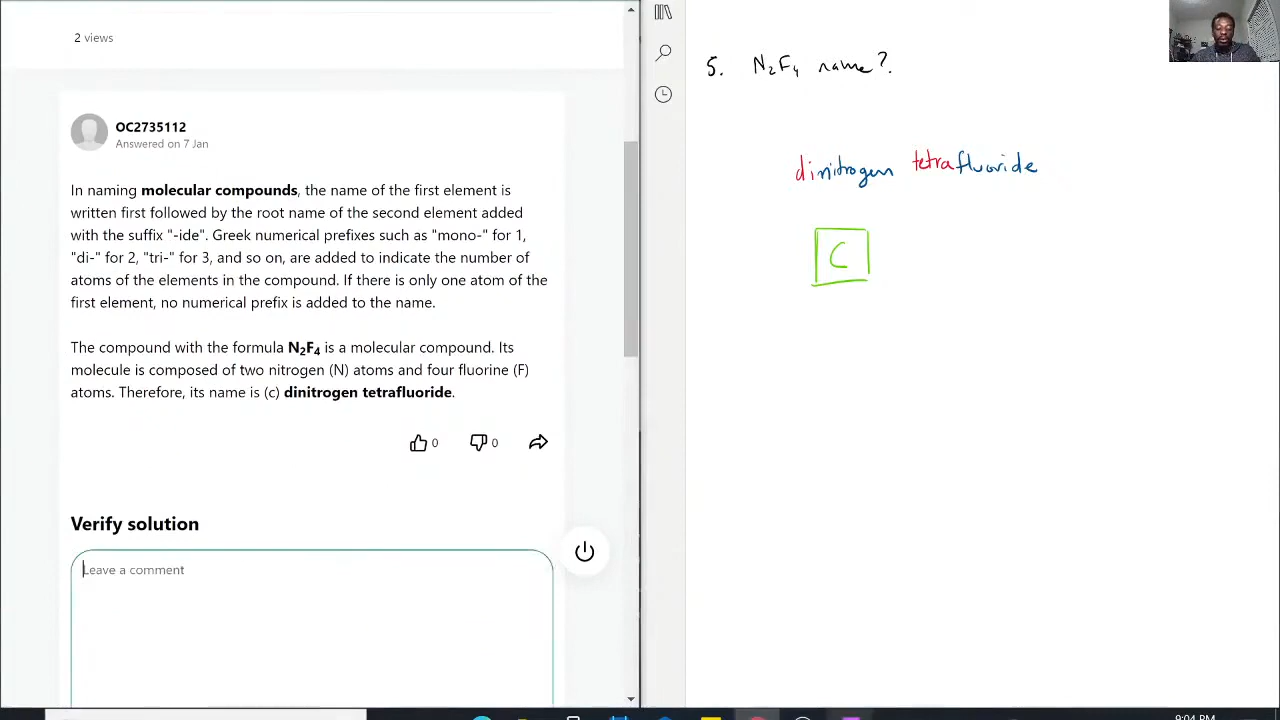 2 views
OC2735112
Answered on 7 Jan
In naming molecular compounds, the name of the first element is
written first followed by the root name of the second element added
with the suffix "-ide". Greek numerical prefixes such as "mono-" for 1,
"di-" for 2, "tri-" for 3, and so on, are added to indicate the number of
atoms of the elements in the compound. If there is only one atom of the
first element, no numerical prefix is added to the name.
The compound with the formula N₂F₄ is a molecular compound. Its
molecule is composed of two nitrogen (N) atoms and four fluorine (F)
atoms. Therefore, its name is (c) dinitrogen tetrafluoride.
0
0
Verify solution
Leave a comment
5. N₂F₄ name?.
dinitrogen tetrafluoride
C
9:04 PM